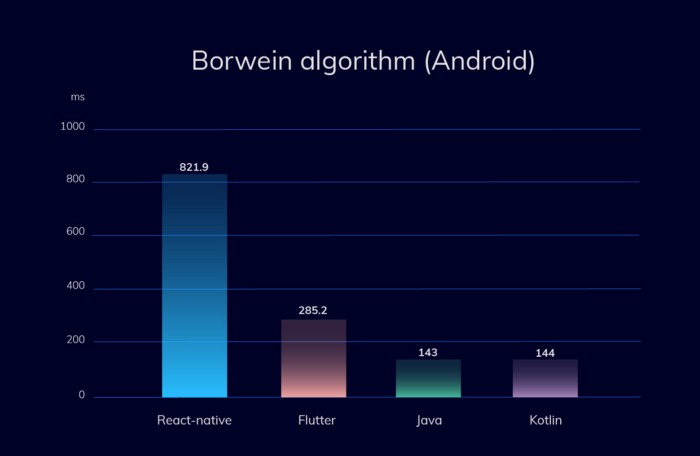 Borwein algorithm (Android)
ms
1000
800
600
400
200
0
821.9
285.2
143
144
React-native
Flutter
Java
Kotlin